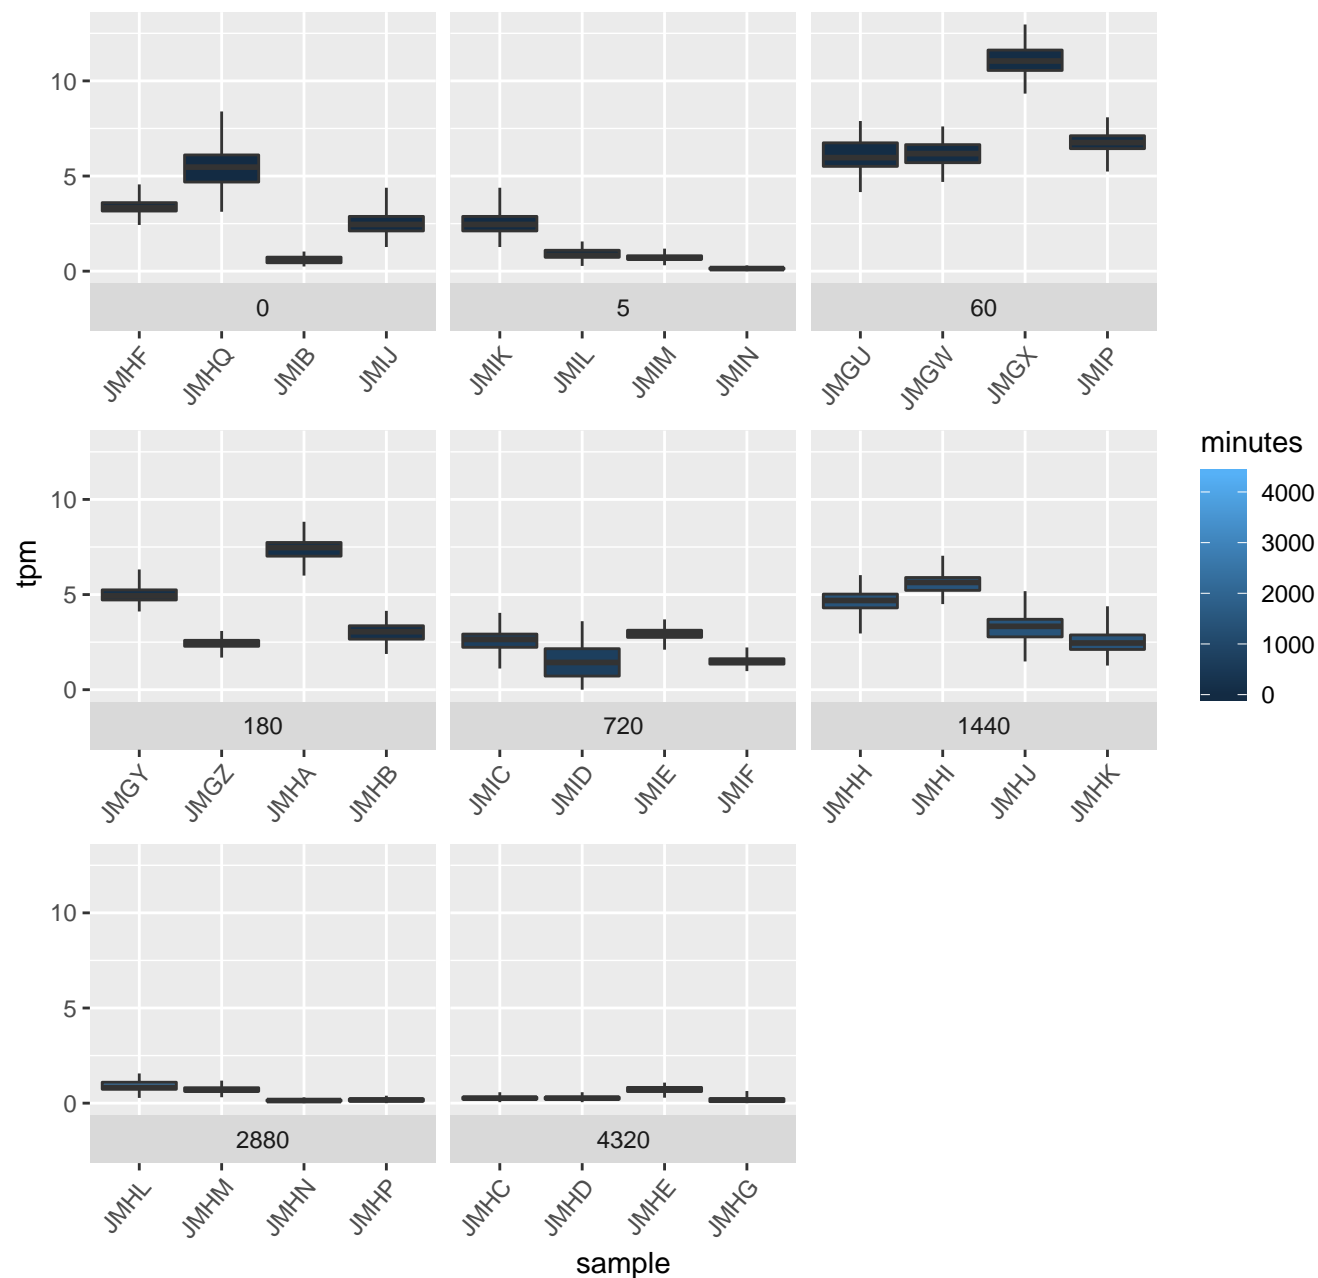 10
5
0
0 5 60
JMHF JMHQ JMIB JMIJ JMIK JMIL JMIM JMIN JMGU JMGW JMGX JMIP
tpm
10
5
0
180 720 1440
JMGY JMGZ JMHA JMHB JMIC JMID JMIE JMIF JMHH JMHI JMHJ JMHK
minutes
4000
3000
2000
1000
0
10
5
0
2880 4320
JMHL JMHM JMHN JMHP JMHC JMHD JMHE JMHG
sample